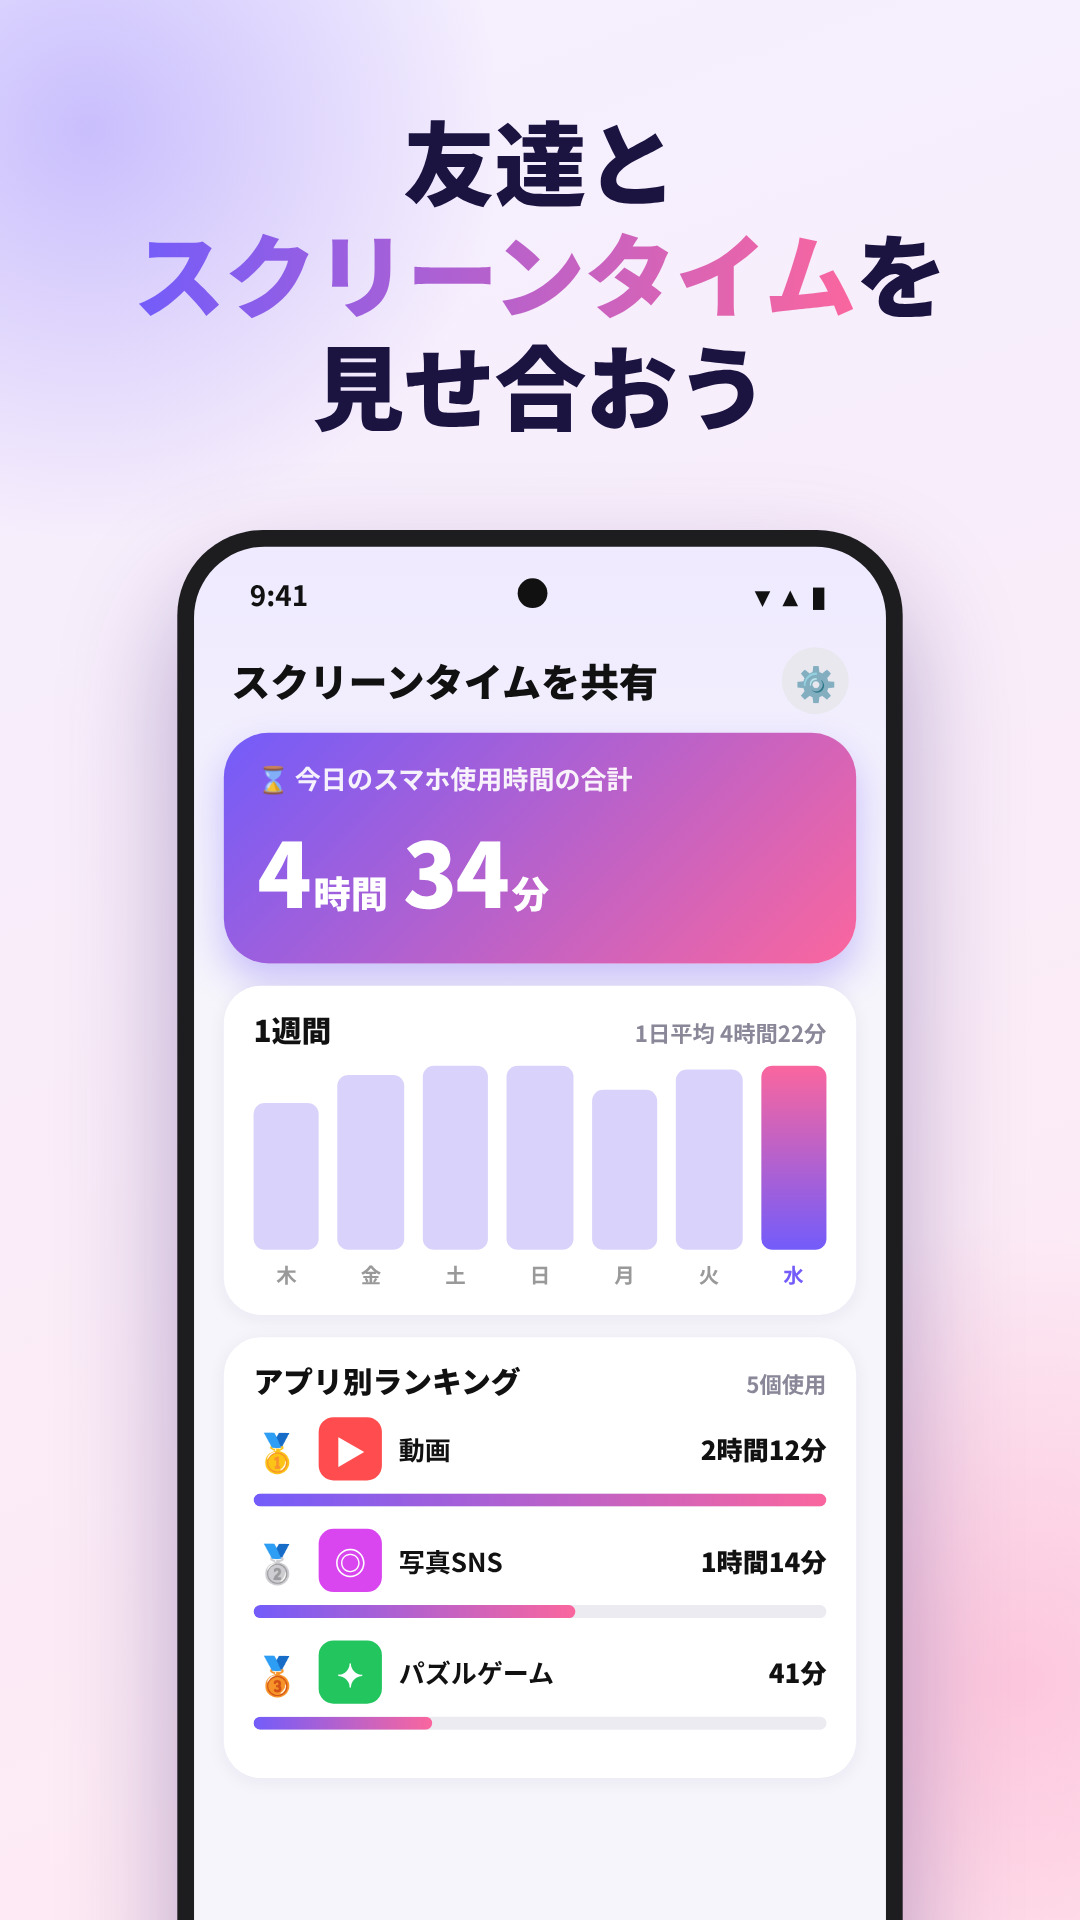 友達と
スクリーンタイムを
見せ合おう
9:41
スクリーンタイムを共有
今日のスマホ使用時間の合計
4時間 34分
1週間
1日平均 4時間22分
木 金 土 日 月 火 水
アプリ別ランキング
5個使用
1 動画 2時間12分
2 写真SNS 1時間14分
3 パズルゲーム 41分